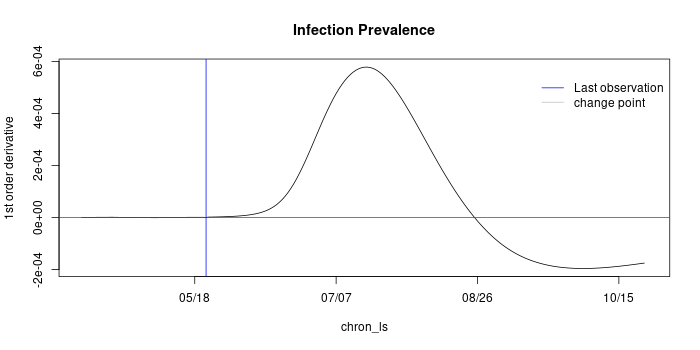 Infection Prevalence
6e-04
4e-04
2e-04
0e+00
-2e-04
1st order derivative
Last observation
change point
05/18
07/07
08/26
10/15
chron_ls